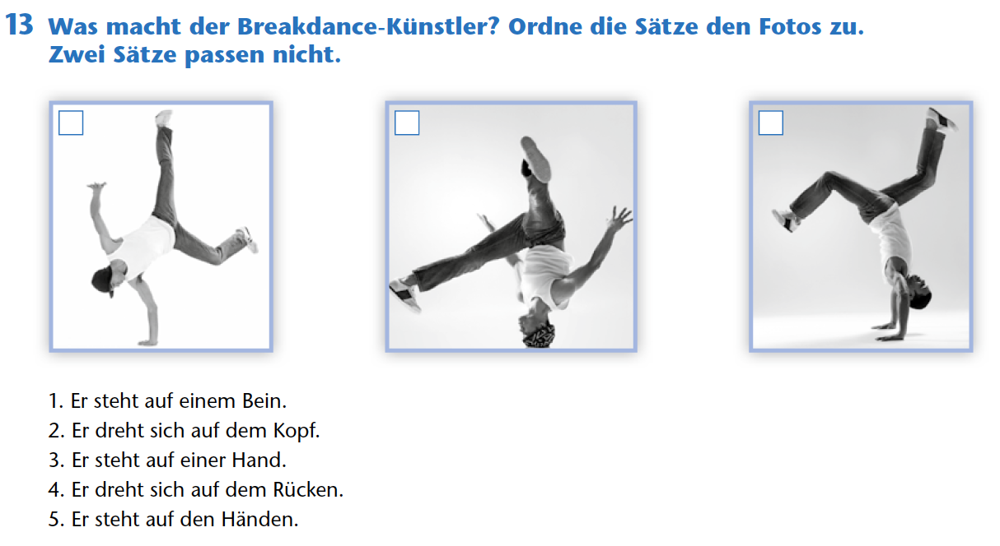 13 Was macht der Breakdance-Künstler? Ordne die Sätze den Fotos zu.
Zwei Sätze passen nicht.
1. Er steht auf einem Bein.
2. Er dreht sich auf dem Kopf.
3. Er steht auf einer Hand.
4. Er dreht sich auf dem Rücken.
5. Er steht auf den Händen.